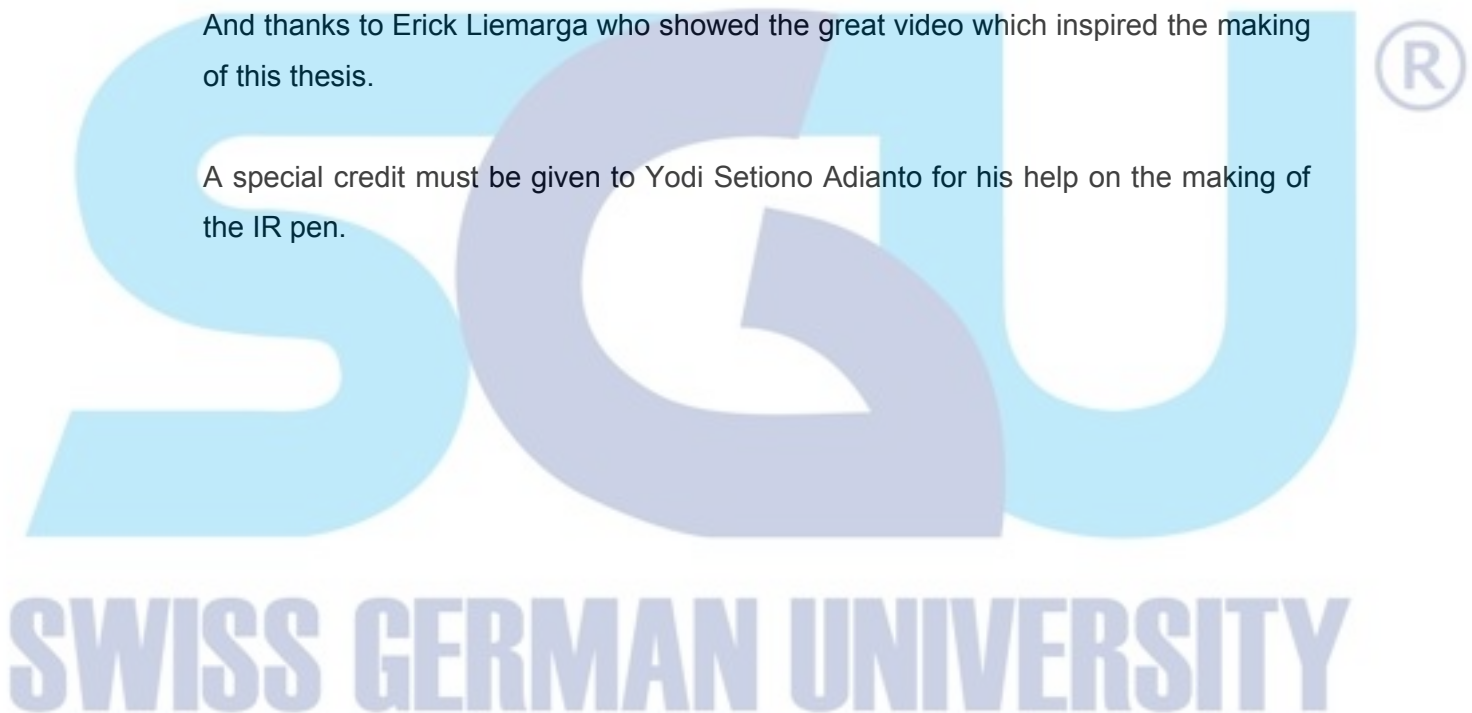 And thanks to Erick Liemarga who showed the great video which inspired the making
of this thesis.
A special credit must be given to Yodi Setiono Adianto for his help on the making of
the IR pen.
SGU ®
SWISS GERMAN UNIVERSITY